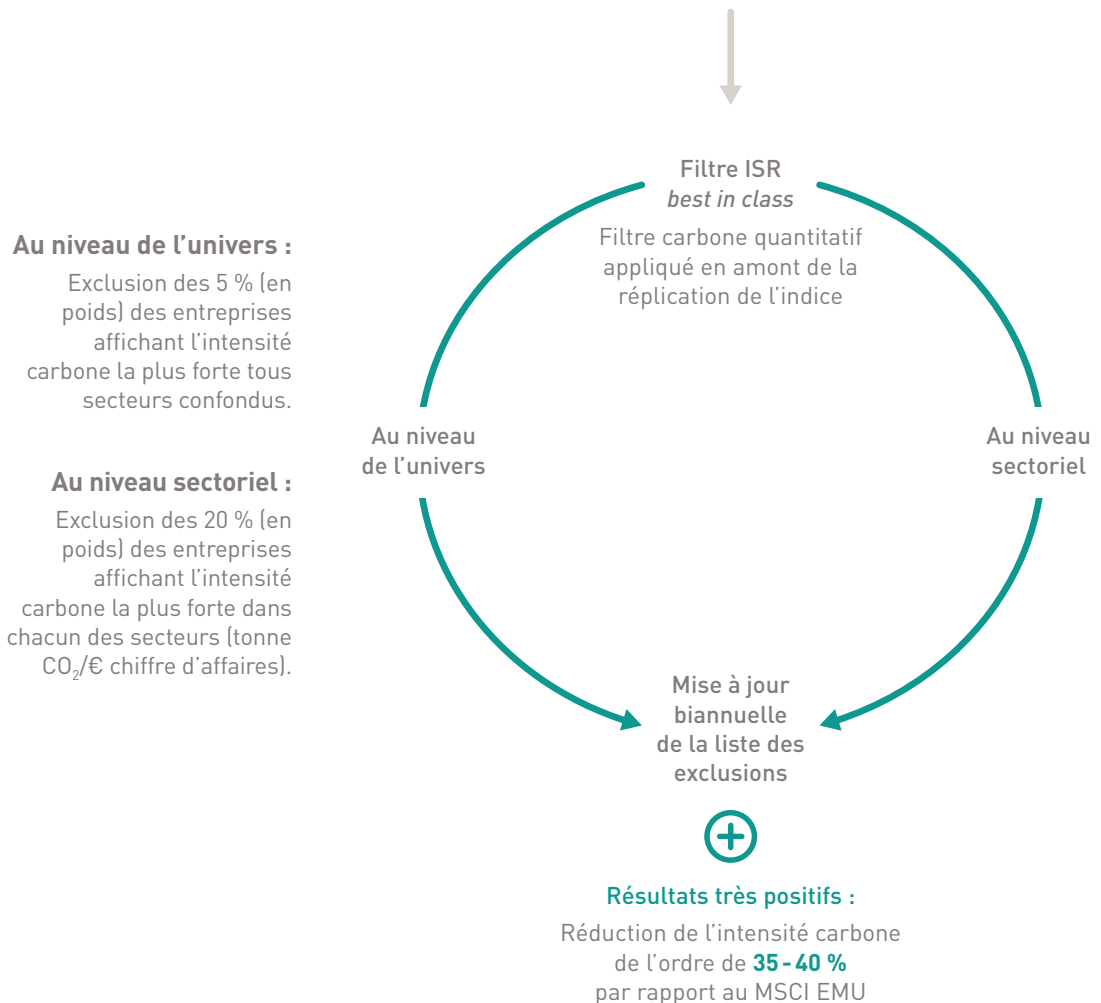 Filtre ISR
best in class
Filtre carbone quantitatif
appliqué en amont de la
réplication de l’indice
Au niveau de l’univers :
Exclusion des 5 % (en
poids) des entreprises
affichant l’intensité
carbone la plus forte tous
secteurs confondus.
Au niveau sectoriel :
Exclusion des 20 % (en
poids) des entreprises
affichant l’intensité
carbone la plus forte dans
chacun des secteurs (tonne
CO₂/€ chiffre d’affaires).
Au niveau
de l’univers
Au niveau
sectoriel
Mise à jour
biannuelle
de la liste des
exclusions
Résultats très positifs :
Réduction de l’intensité carbone
de l’ordre de 35-40 %
par rapport au MSCI EMU